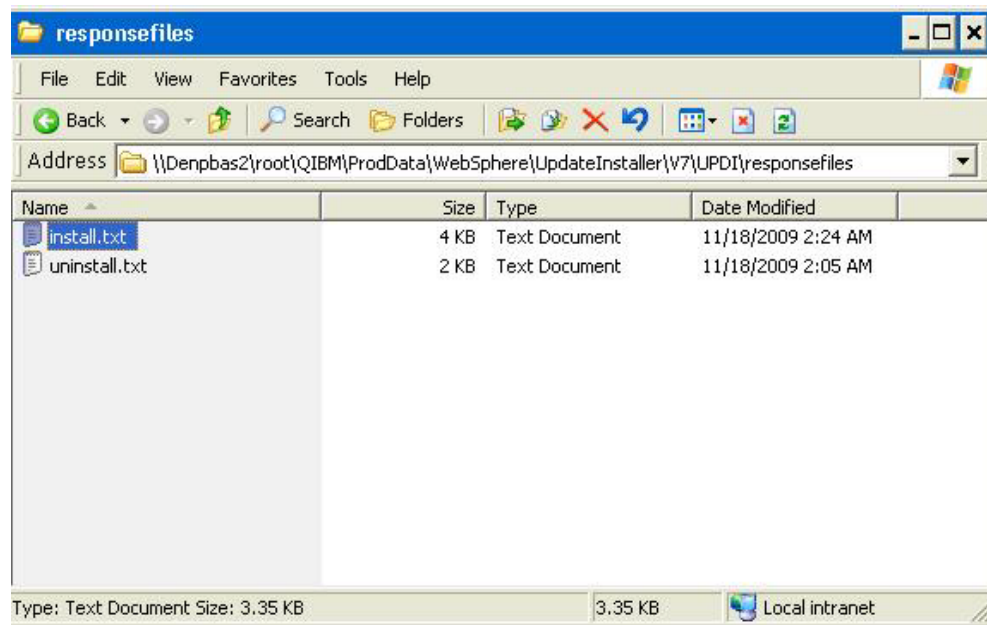 responsefiles
File Edit View Favorites Tools Help
Back Search Folders
Address \\Denpbas2\root\QIBM\ProdData\WebSphere\UpdateInstaller\V7\UPDI\responsefiles
Name Size Type Date Modified
install.txt 4 KB Text Document 11/18/2009 2:24 AM
uninstall.txt 2 KB Text Document 11/18/2009 2:05 AM
Type: Text Document Size: 3.35 KB 3.35 KB Local intranet